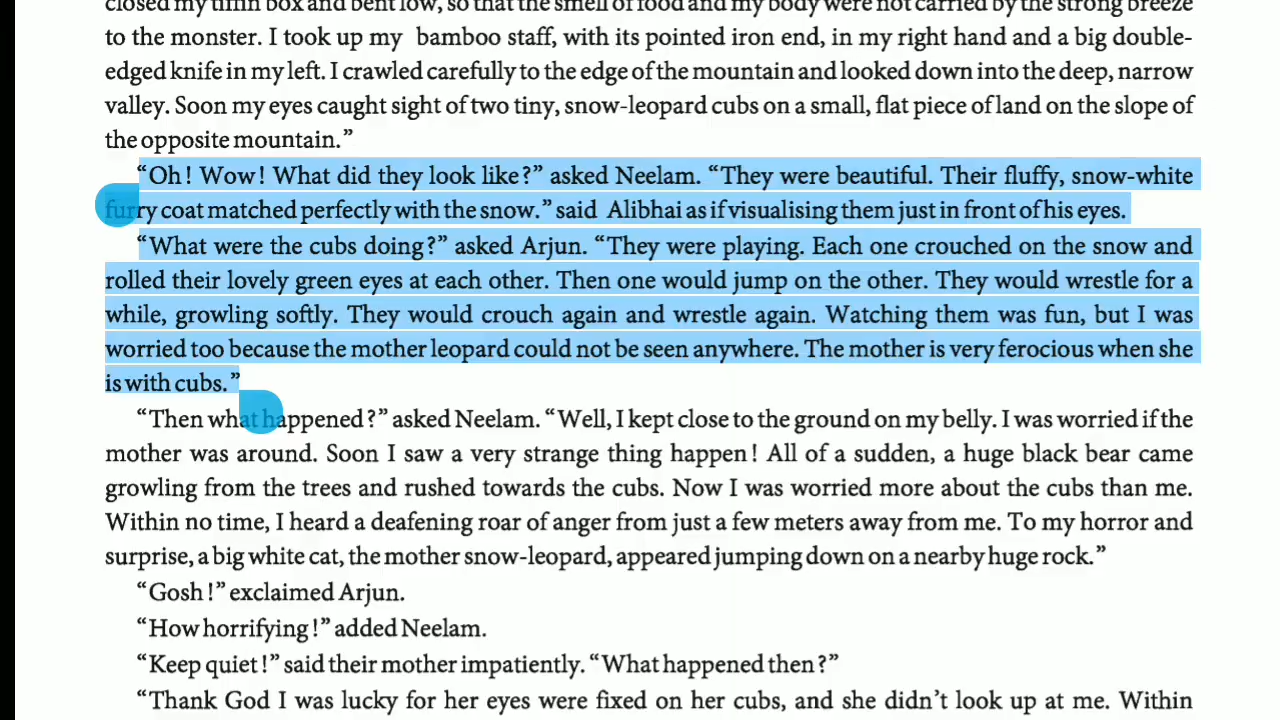 closed my tiffin box and bent low, so that the smell of food and my body were not carried by the strong breeze
to the monster. I took up my bamboo staff, with its pointed iron end, in my right hand and a big double-
edged knife in my left. I crawled carefully to the edge of the mountain and looked down into the deep, narrow
valley. Soon my eyes caught sight of two tiny, snow-leopard cubs on a small, flat piece of land on the slope of
the opposite mountain.”
“Oh! Wow! What did they look like?” asked Neelam. “They were beautiful. Their fluffy, snow-white
furry coat matched perfectly with the snow.” said Alibhai as if visualising them just in front of his eyes.
“What were the cubs doing?” asked Arjun. “They were playing. Each one crouched on the snow and
rolled their lovely green eyes at each other. Then one would jump on the other. They would wrestle for a
while, growling softly. They would crouch again and wrestle again. Watching them was fun, but I was
worried too because the mother leopard could not be seen anywhere. The mother is very ferocious when she
is with cubs.”
“Then what happened?” asked Neelam. “Well, I kept close to the ground on my belly. I was worried if the
mother was around. Soon I saw a very strange thing happen! All of a sudden, a huge black bear came
growling from the trees and rushed towards the cubs. Now I was worried more about the cubs than me.
Within no time, I heard a deafening roar of anger from just a few meters away from me. To my horror and
surprise, a big white cat, the mother snow-leopard, appeared jumping down on a nearby huge rock.”
“Gosh!” exclaimed Arjun.
“How horrifying!” added Neelam.
“Keep quiet!” said their mother impatiently. “What happened then?”
“Thank God I was lucky for her eyes were fixed on her cubs, and she didn’t look up at me. Within